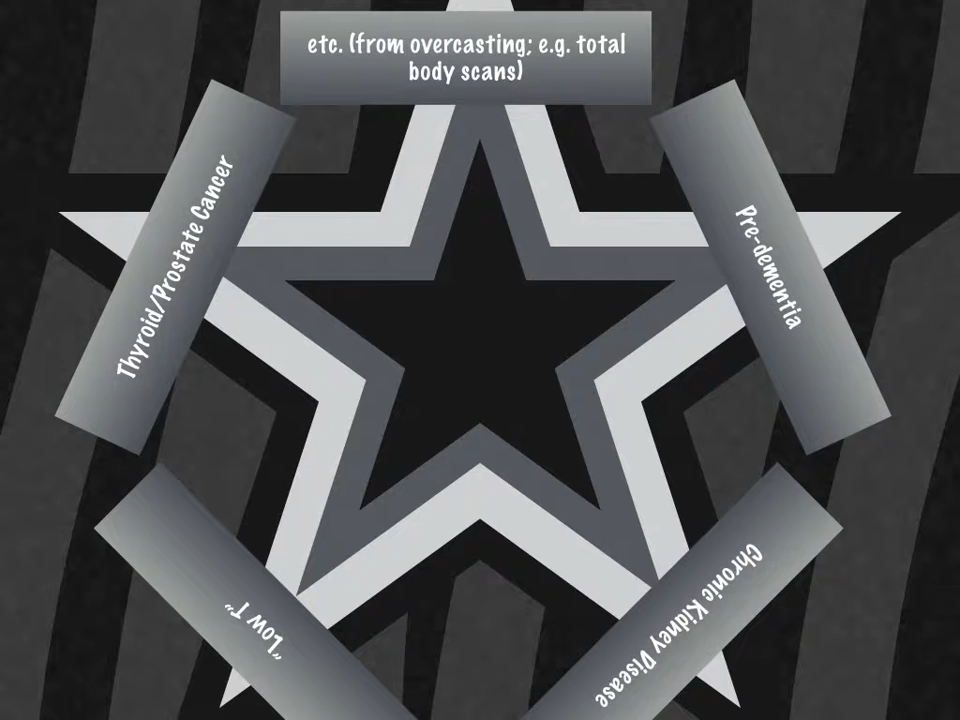 etc. (from overcasting; e.g. total
body scans)
Thyroid/Prostate Cancer
Pre-dementia
"Low T"
Chronic Kidney Disease